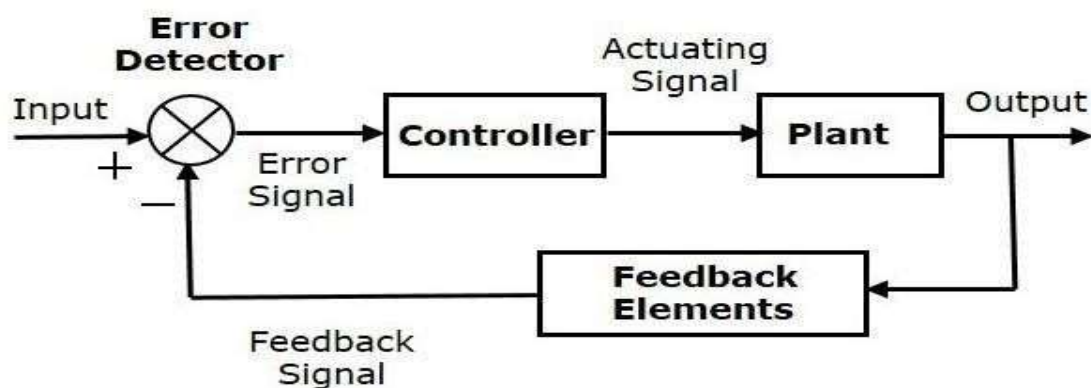 Error
Detector
Input
+
−
Error
Signal
Controller
Actuating
Signal
Plant
Output
Feedback
Elements
Feedback
Signal